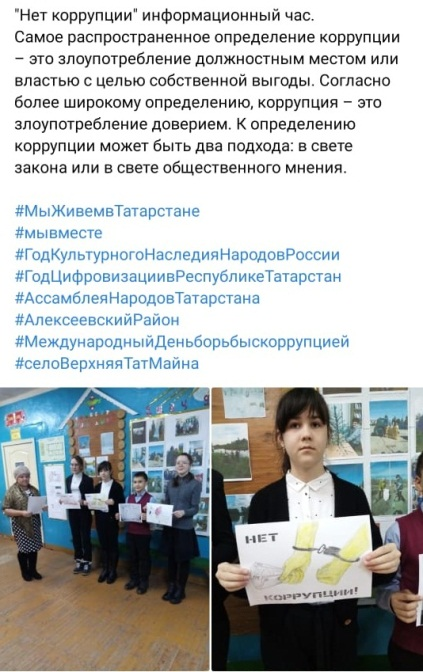 "Нет коррупции" информационный час.
Самое распространенное определение коррупции
– это злоупотребление должностным местом или
властью с целью собственной выгоды. Согласно
более широкому определению, коррупция – это
злоупотребление доверием. К определению
коррупции может быть два подхода: в свете
закона или в свете общественного мнения.
#МыЖивемвТатарстане
#мывместе
#ГодКультурногоНаследияНародовРоссии
#ГодЦифровизациивРеспубликеТатарстан
#АссамблеяНародовТатарстана
#АлексеевскийРайон
#МеждународныйДеньборьбыскоррупцией
#селоВерхняяТатМайна
НЕТ
КОРРУПЦИИ!